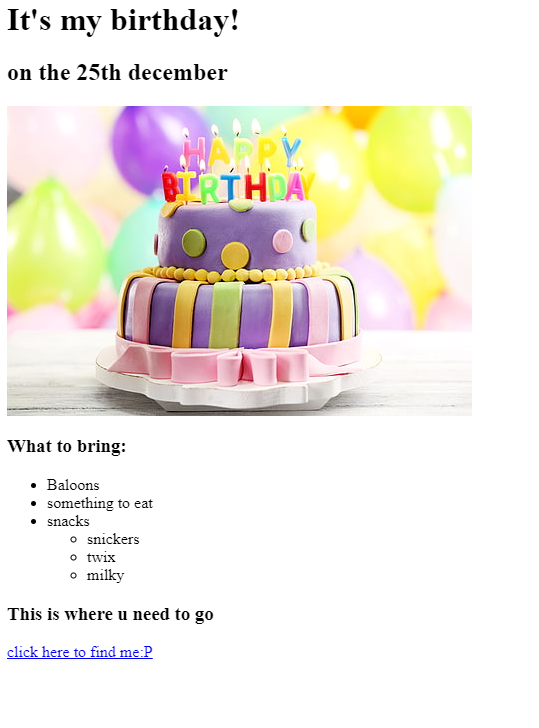 It's my birthday!
on the 25th december
HAPPY
BIRTHDAY
What to bring:
Baloons
something to eat
snacks
snickers
twix
milky
This is where u need to go
click here to find me:P